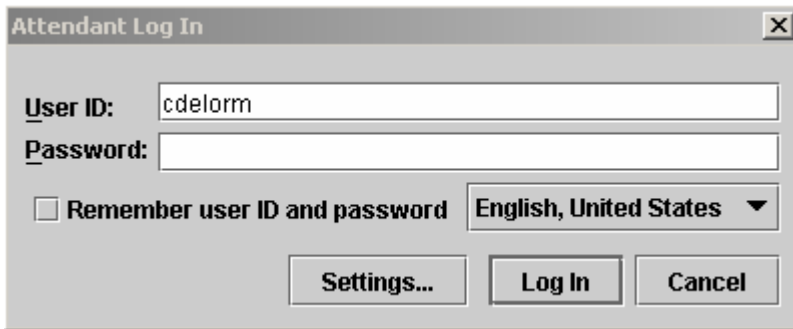 Attendant Log In
User ID: cdelorm
Password:
Remember user ID and password English, United States
Settings... Log In Cancel